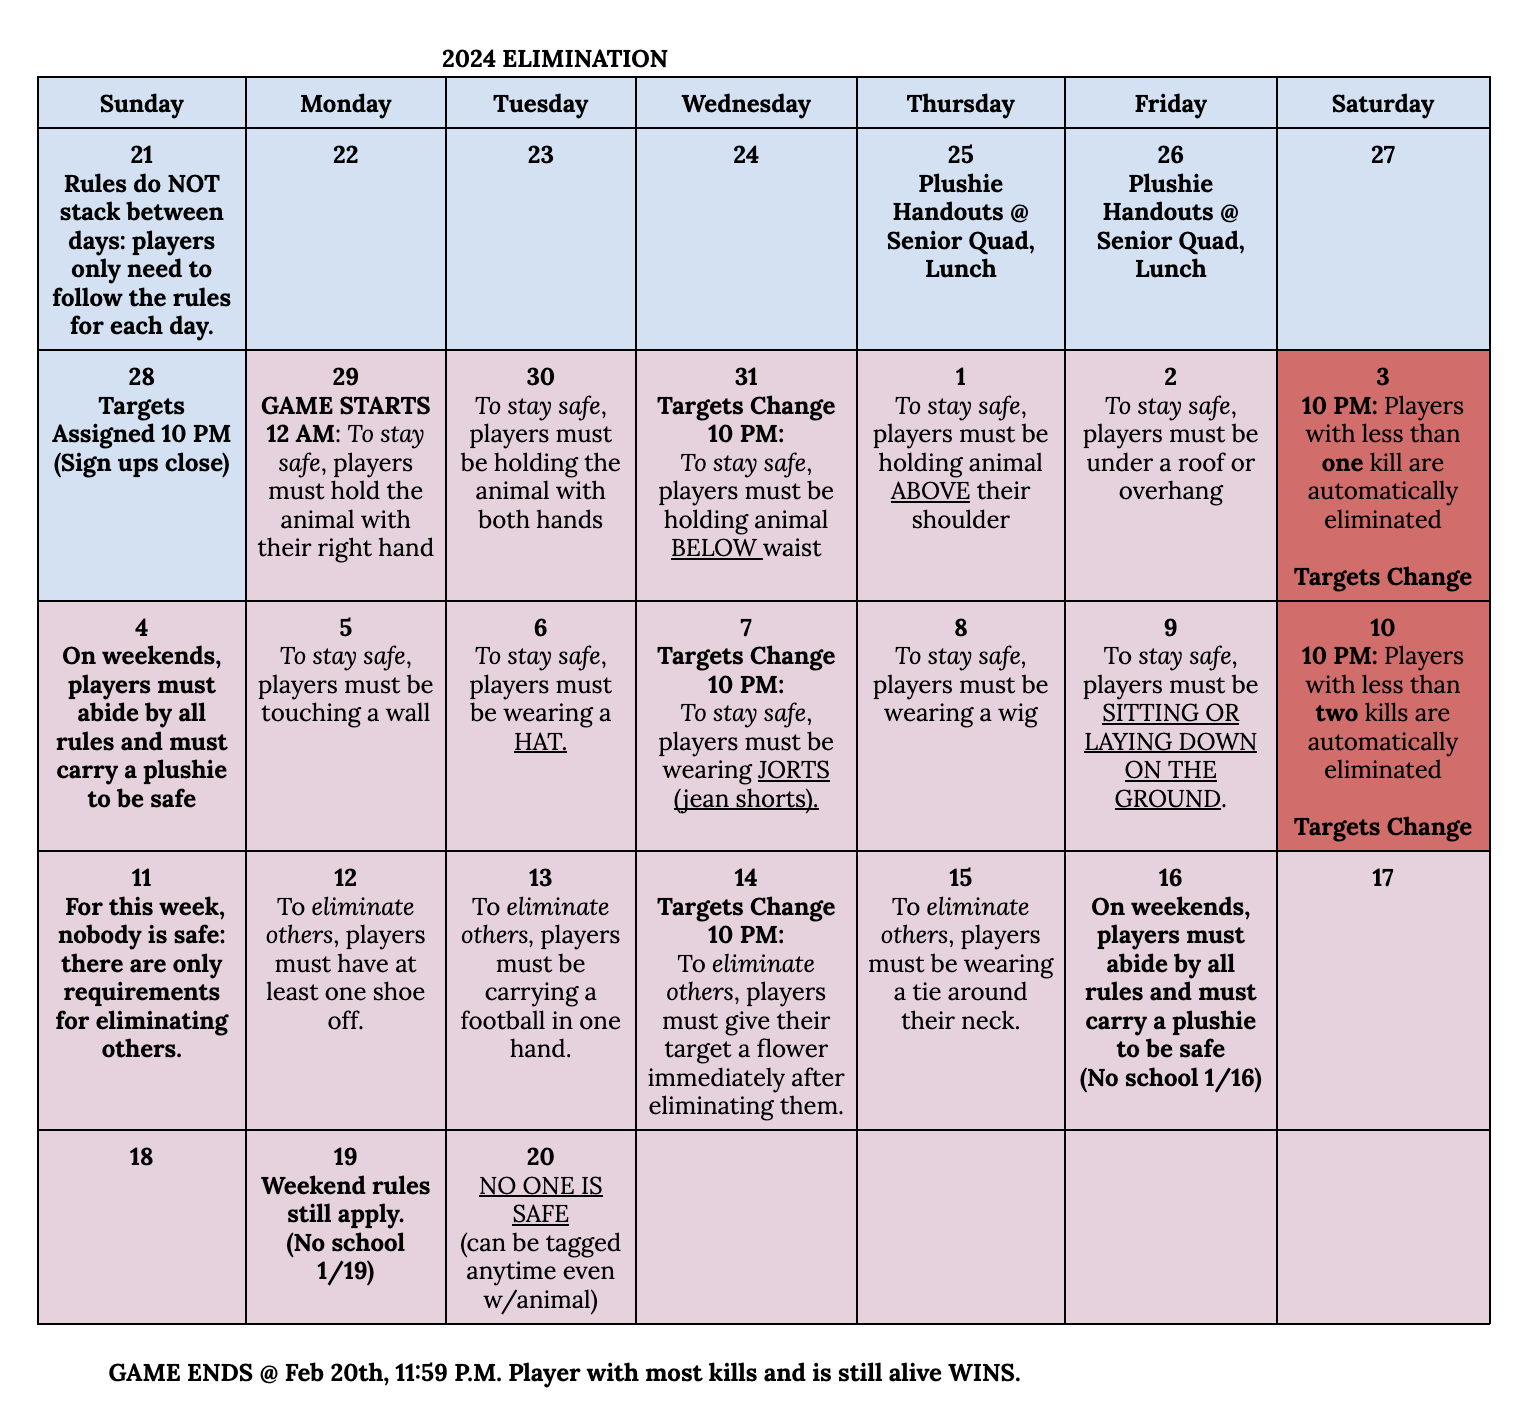 2024 ELIMINATION
Sunday
Monday
Tuesday
Wednesday
Thursday
Friday
Saturday
21
Rules do NOT
stack between
days: players
only need to
follow the rules
for each day.
22
23
24
25
Plushie
Handouts @
Senior Quad,
Lunch
26
Plushie
Handouts @
Senior Quad,
Lunch
27
28
Targets
Assigned 10 PM
(Sign ups close)
29
GAME STARTS
12 AM: To stay
safe, players
must hold the
animal with
their right hand
30
To stay safe,
players must
be holding the
animal with
both hands
31
Targets Change
10 PM:
To stay safe,
players must be
holding animal
BELOW waist
1
To stay safe,
players must be
holding animal
ABOVE their
shoulder
2
To stay safe,
players must be
under a roof or
overhang
3
10 PM: Players
with less than
one kill are
automatically
eliminated
Targets Change
4
On weekends,
players must
abide by all
rules and must
carry a plushie
to be safe
5
To stay safe,
players must be
touching a wall
6
To stay safe,
players must
be wearing a
HAT.
7
Targets Change
10 PM:
To stay safe,
players must be
wearing JORTS
(jean shorts).
8
To stay safe,
players must be
wearing a wig
9
To stay safe,
players must be
SITTING OR
LAYING DOWN
ON THE
GROUND.
10
10 PM: Players
with less than
two kills are
automatically
eliminated
Targets Change
11
For this week,
nobody is safe:
there are only
requirements
for eliminating
others.
12
To eliminate
others, players
must have at
least one shoe
off.
13
To eliminate
others, players
must be
carrying a
football in one
hand.
14
Targets Change
10 PM:
To eliminate
others, players
must give their
target a flower
immediately after
eliminating them.
15
To eliminate
others, players
must be wearing
a tie around
their neck.
16
On weekends,
players must
abide by all
rules and must
carry a plushie
to be safe
(No school 1/16)
17
18
19
Weekend rules
still apply.
(No school
1/19)
20
NO ONE IS
SAFE
(can be tagged
anytime even
w/animal)
GAME ENDS @ Feb 20th, 11:59 P.M. Player with most kills and is still alive WINS.